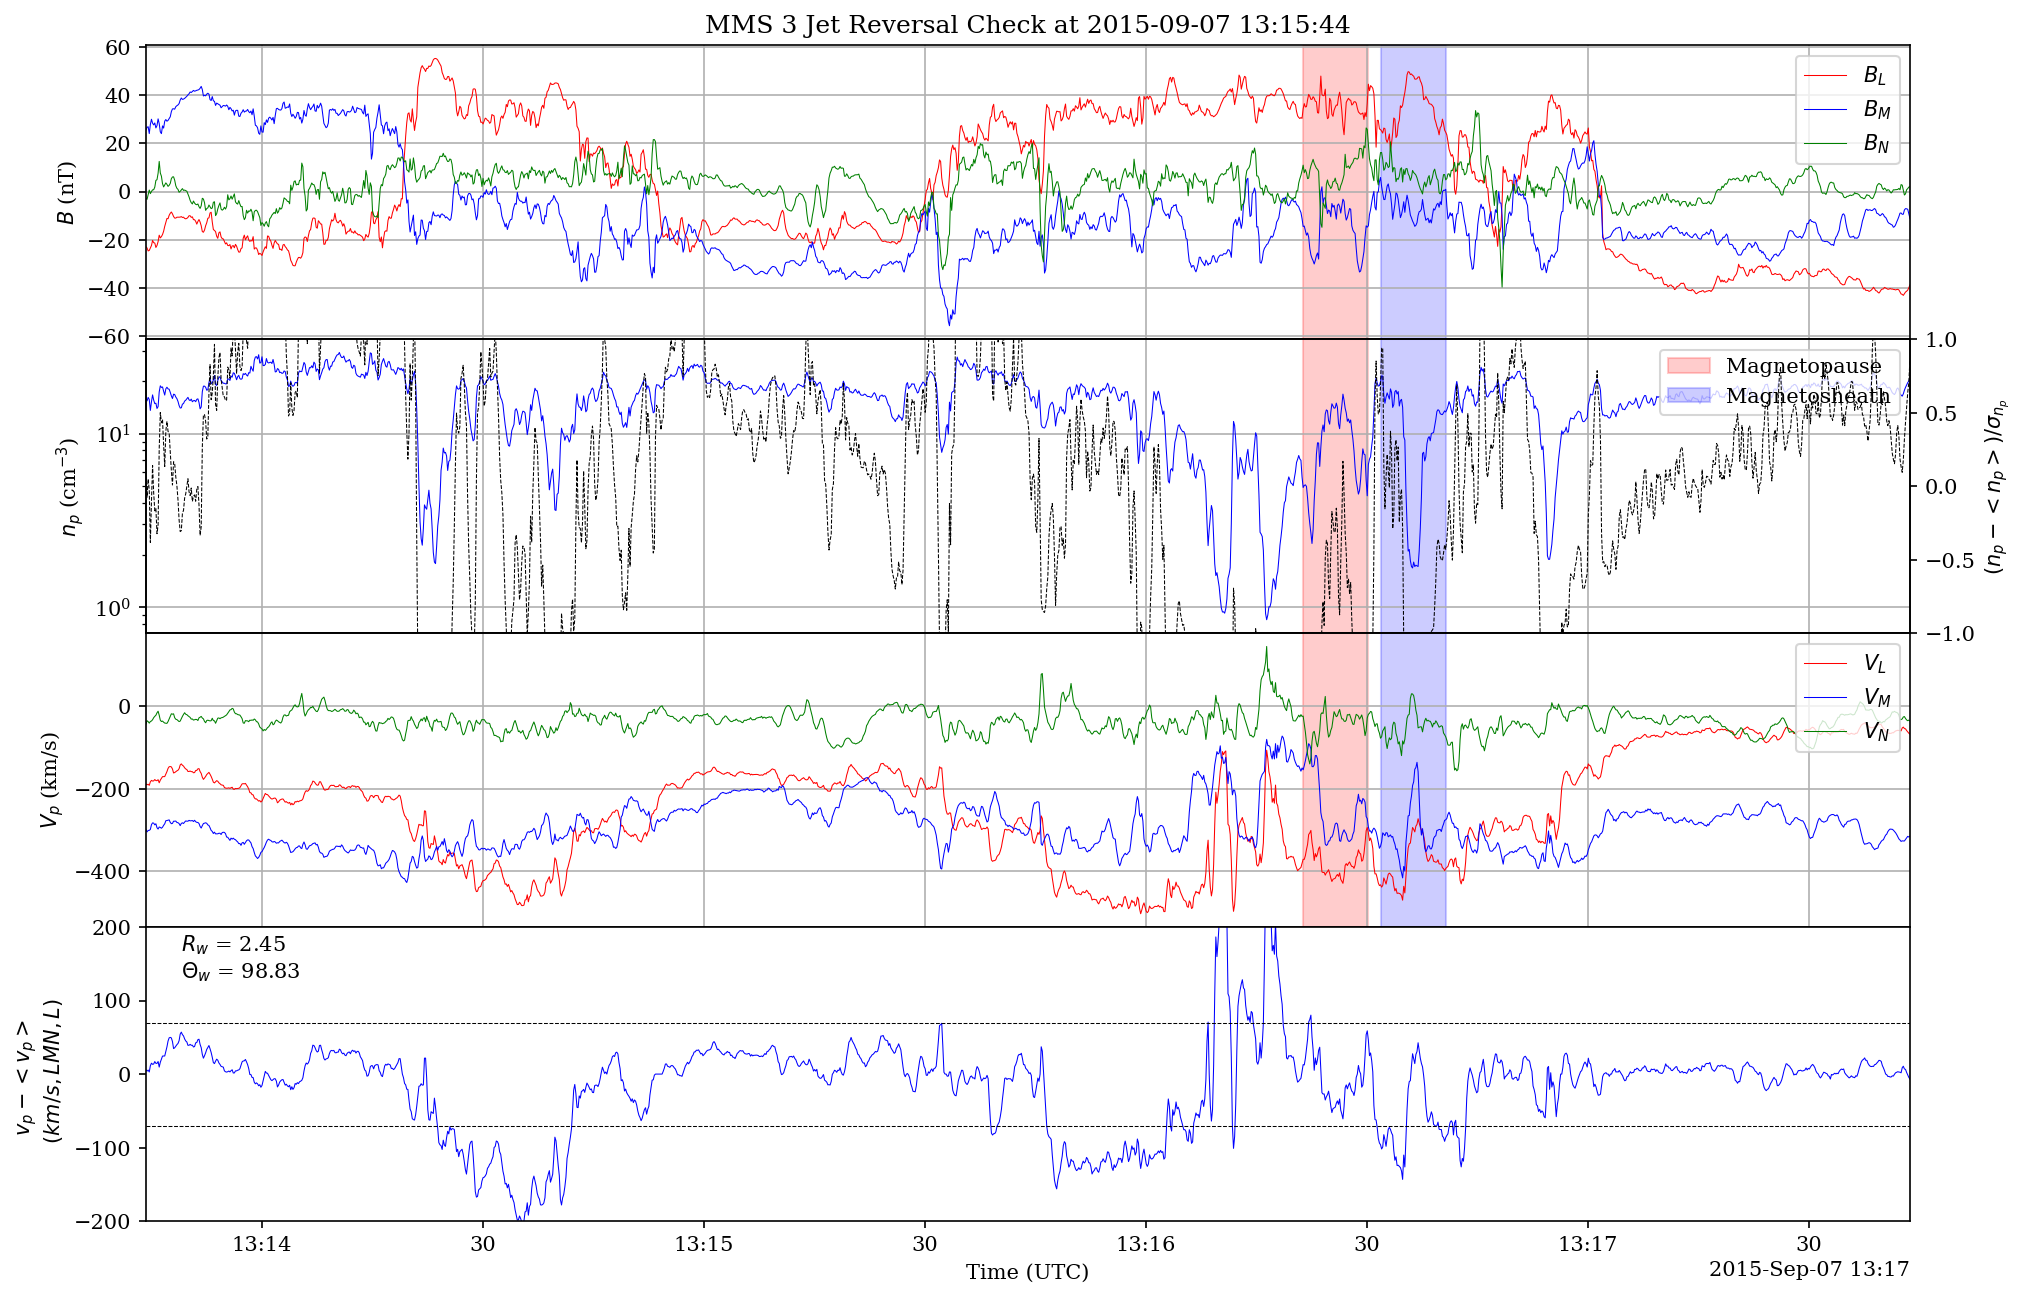 MMS 3 Jet Reversal Check at 2015-09-07 13:15:44
60
40
20
0
−20
−40
−60
B (nT)
B_L
B_M
B_N
10^1
10^0
n_p (cm^{−3})
Magnetopause
Magnetosheath
1.0
0.5
0.0
−0.5
−1.0
(n_p − < n_p >)/σ_{n_p}
0
−200
−400
V_p (km/s)
V_L
V_M
V_N
200
100
0
−100
−200
v_p − < v_p >
(km/s, LMN, L)
R_w = 2.45
Θ_w = 98.83
13:14
30
13:15
30
13:16
30
13:17
30
Time (UTC)
2015-Sep-07 13:17